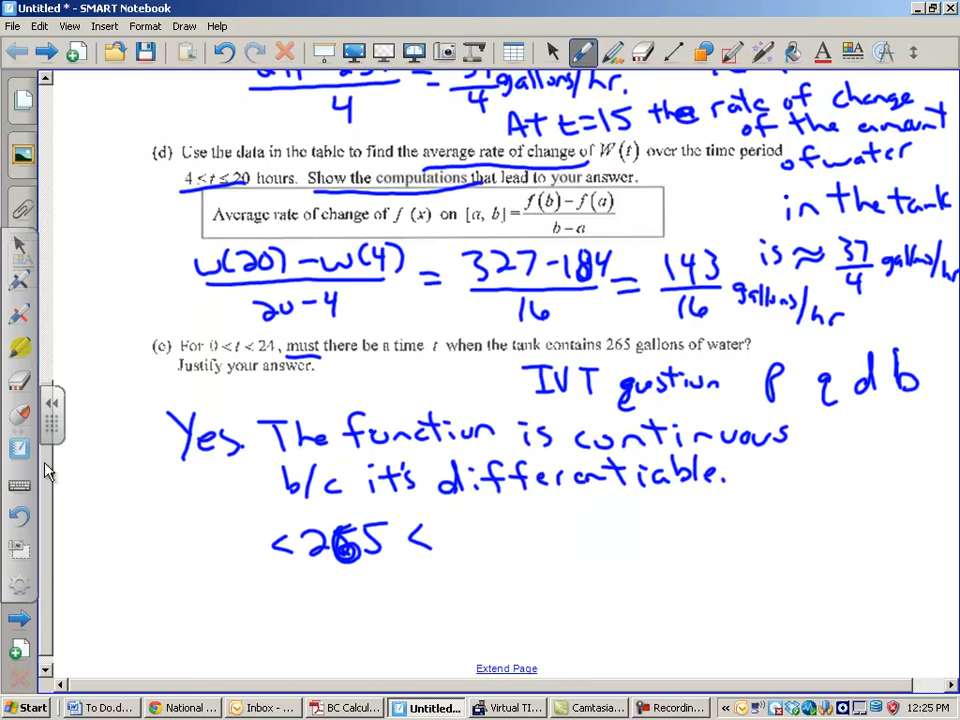 Untitled * - SMART Notebook
File Edit View Insert Format Draw Help
4 = 37/4 gallons/hr.
At t=15 the rate of change
of the amount
of water
in the tank
is ≈ 37/4 gallons/hr
(d) Use the data in the table to find the average rate of change of W(t) over the time period
4 < t ≤ 20 hours. Show the computations that lead to your answer.
Average rate of change of f (x) on [a, b] = f(b)-f(a) / b-a
w(20) - w(4) / 20 - 4 = 327-184 / 16 = 143 / 16 gallons/hr
(e) For 0 < t < 24, must there be a time t when the tank contains 265 gallons of water?
Justify your answer.
IVT qustion p q d b
Yes. The function is continuous
b/c it's differentiable.
< 265 <
Extend Page
Start To Do.d... National ... Inbox - ... BC Calcu... Untitled... Virtual TI... Camtasia... Recording... 12:25 PM